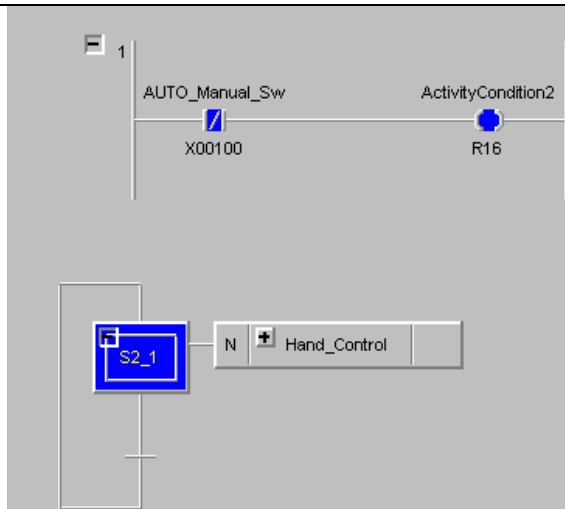 1
AUTO_Manual_Sw ActivityCondition2
X00100 R16
S2_1 N Hand_Control